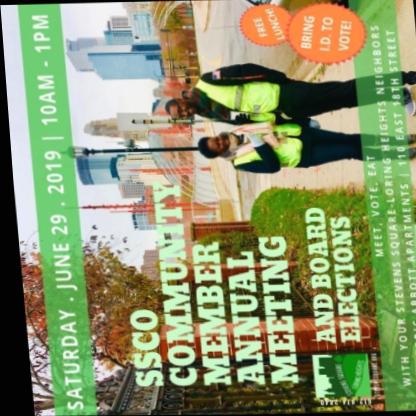 SATURDAY · JUNE 29 · 2019 | 10AM - 1PM
FREE
LUNCH!
BRING
I.D. TO
VOTE!
SSCO
COMMUNITY
MEMBER
ANNUAL
MEETING
AND BOARD
ELECTIONS
MEET, VOTE, EAT
WITH YOUR STEVENS SQUARE-LORING HEIGHTS NEIGHBORS
APARTMENTS | 110 EAST 18TH STREET